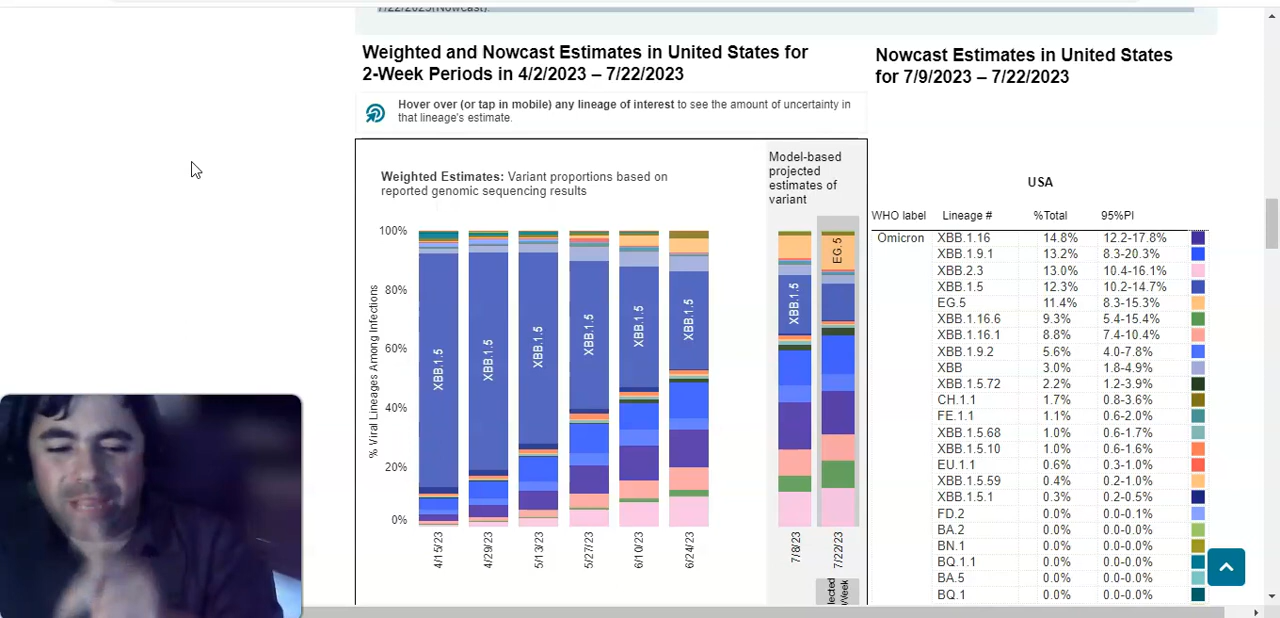 7/22/2023(Nowcast).
Weighted and Nowcast Estimates in United States for
2-Week Periods in 4/2/2023 – 7/22/2023
Nowcast Estimates in United States
for 7/9/2023 – 7/22/2023
Hover over (or tap in mobile) any lineage of interest to see the amount of uncertainty in
that lineage's estimate.
Weighted Estimates: Variant proportions based on
reported genomic sequencing results
Model-based
projected
estimates of
variant
% Viral Lineages Among Infections
100%
80%
60%
40%
20%
0%
XBB.1.5
XBB.1.5
XBB.1.5
XBB.1.5
XBB.1.5
XBB.1.5
XBB.1.5
EG.5
4/15/23
4/29/23
5/13/23
5/27/23
6/10/23
6/24/23
7/8/23
7/22/23
USA
WHO label Lineage # %Total 95%PI
Omicron XBB.1.16 14.8% 12.2-17.8%
XBB.1.9.1 13.2% 8.3-20.3%
XBB.2.3 13.0% 10.4-16.1%
XBB.1.5 12.3% 10.2-14.7%
EG.5 11.4% 8.3-15.3%
XBB.1.16.6 9.3% 5.4-15.4%
XBB.1.16.1 8.8% 7.4-10.4%
XBB.1.9.2 5.6% 4.0-7.8%
XBB 3.0% 1.8-4.9%
XBB.1.5.72 2.2% 1.2-3.9%
CH.1.1 1.7% 0.8-3.6%
FE.1.1 1.1% 0.6-2.0%
XBB.1.5.68 1.0% 0.6-1.7%
XBB.1.5.10 1.0% 0.6-1.6%
EU.1.1 0.6% 0.3-1.0%
XBB.1.5.59 0.4% 0.2-1.0%
XBB.1.5.1 0.3% 0.2-0.5%
FD.2 0.0% 0.0-0.1%
BA.2 0.0% 0.0-0.0%
BN.1 0.0% 0.0-0.0%
BQ.1.1 0.0% 0.0-0.0%
BA.5 0.0% 0.0-0.0%
BQ.1 0.0% 0.0-0.0%